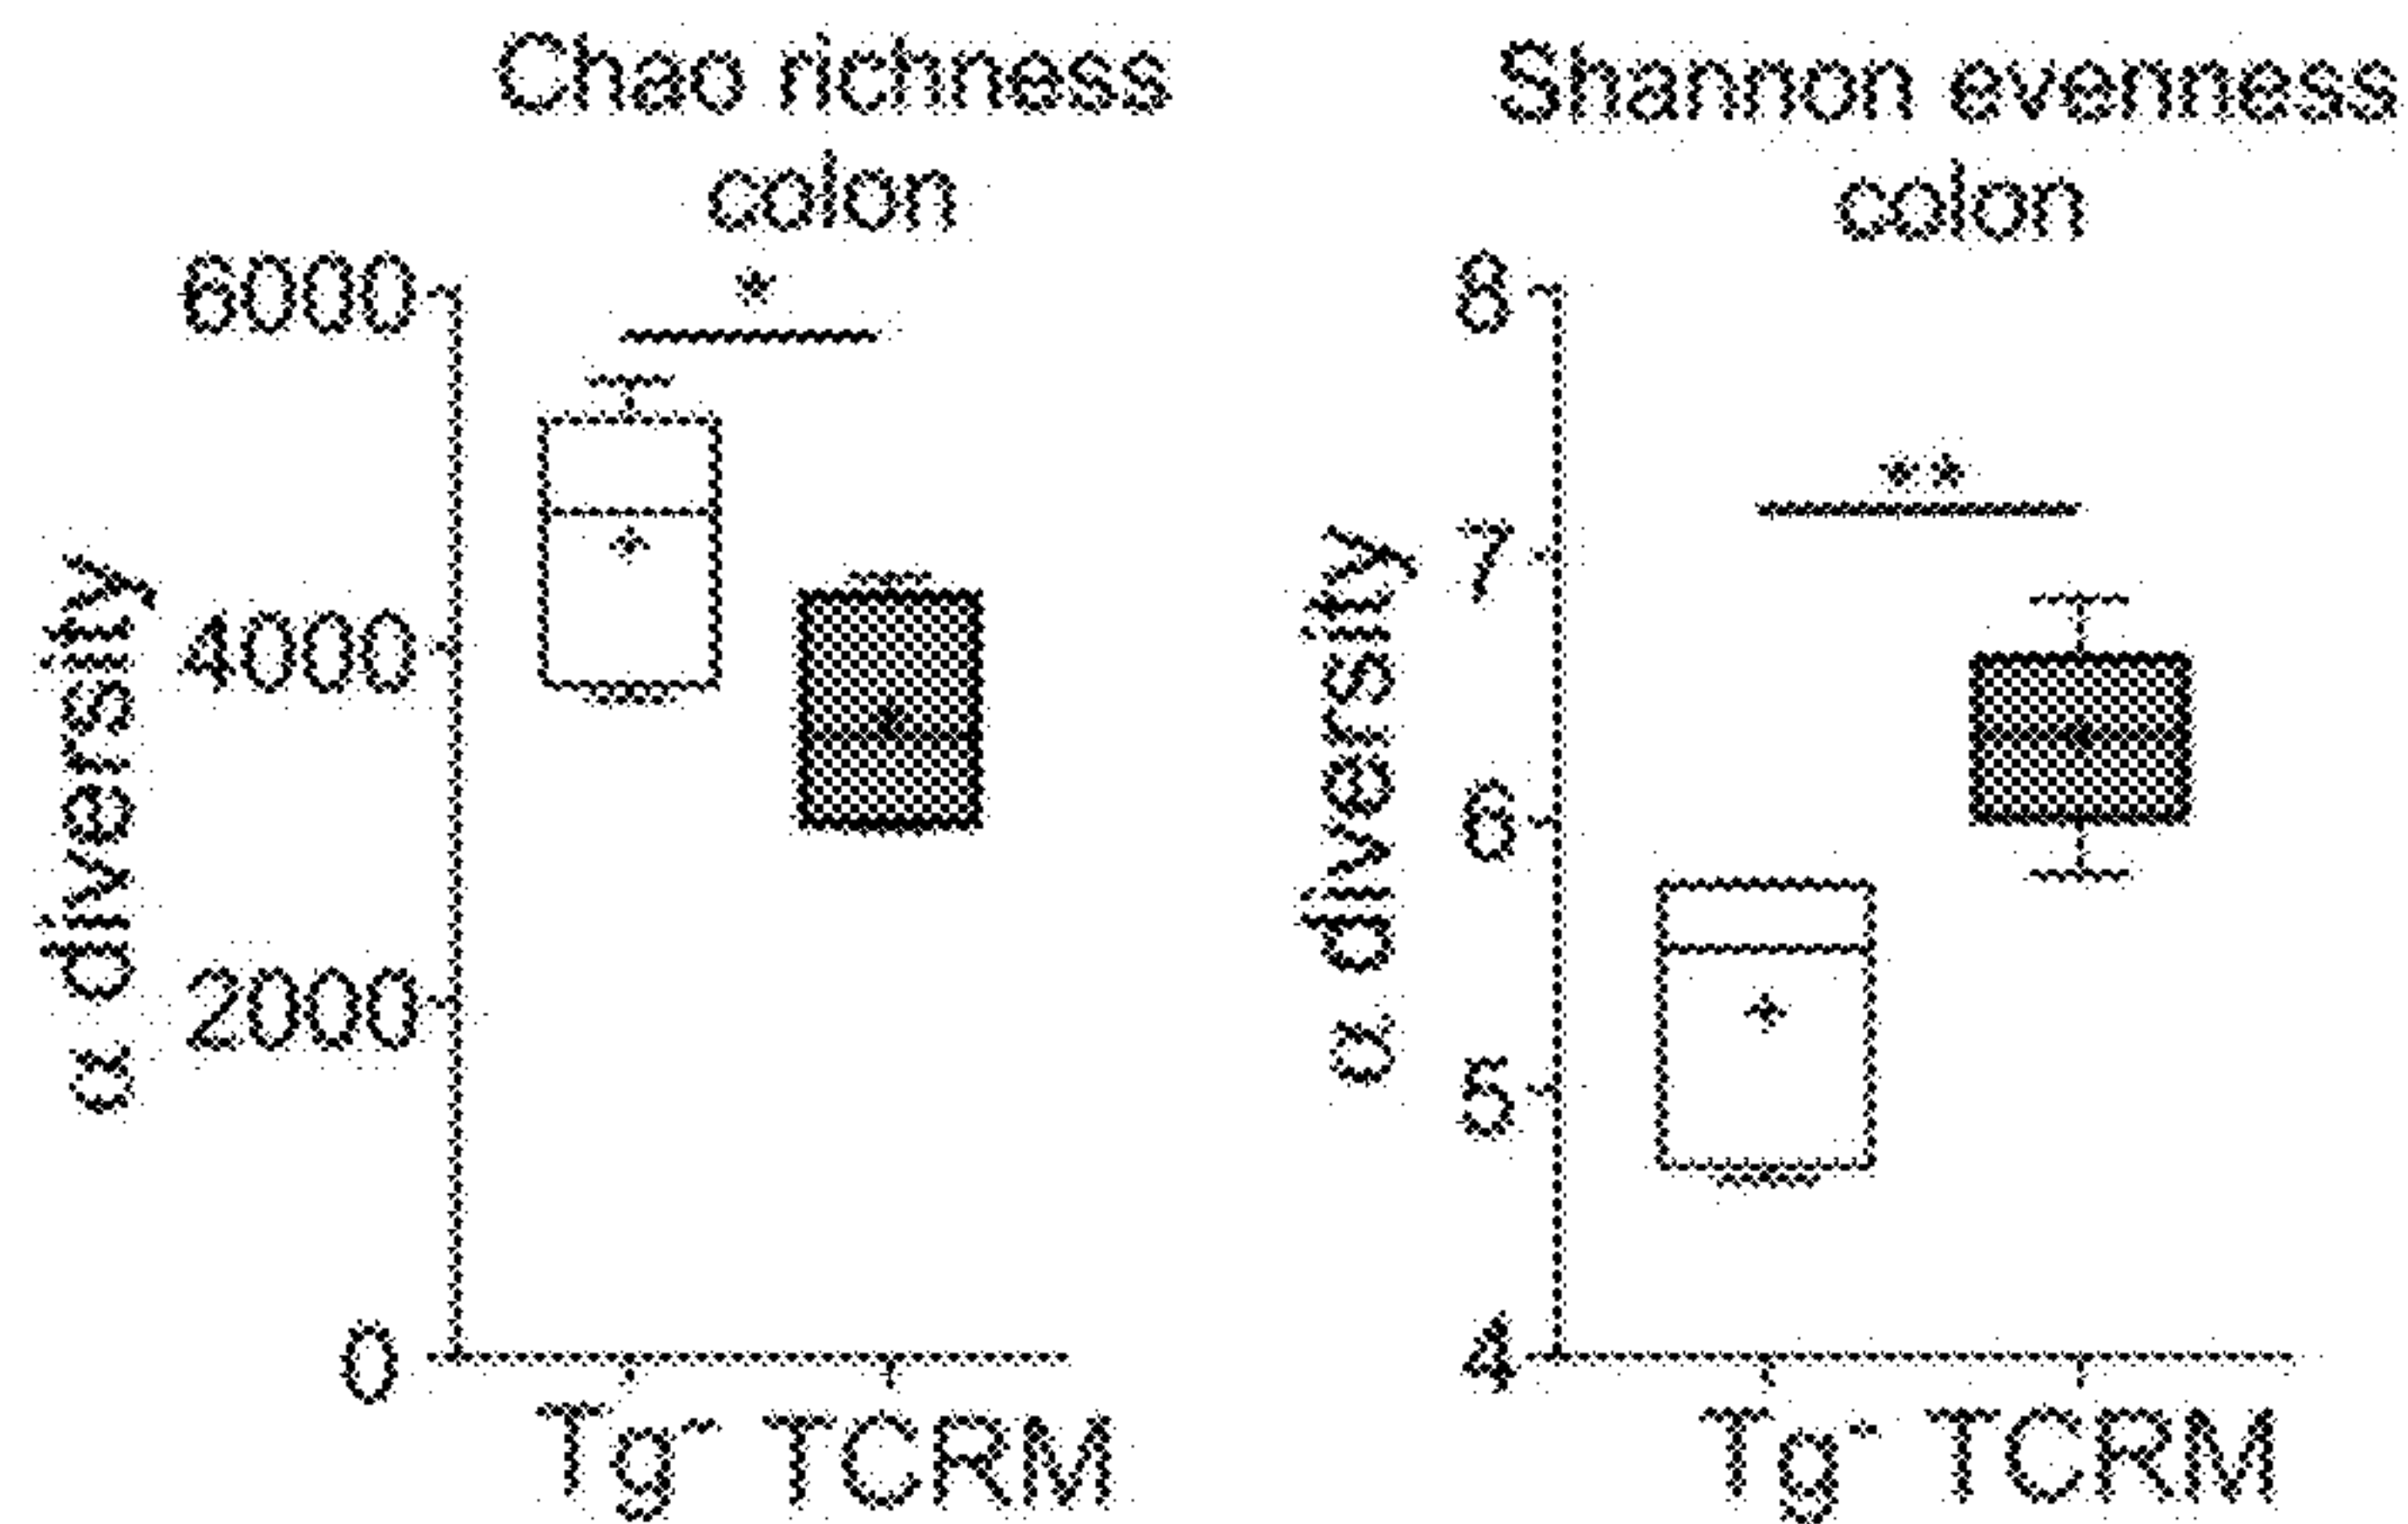 Chao richness
colon
*
6000
4000
2000
0
α diversity
Tg⁻ TCRM
Shannon evenness
colon
**
8
7
6
5
4
α diversity
Tg⁻ TCRM